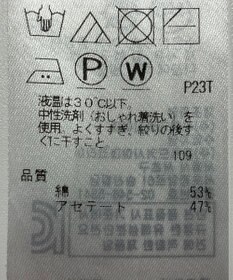 P W
P23T
液温は30℃以下。
中性洗剤(おしゃれ着洗い)を
使用。よくすすぎ、絞りの後す
ぐに干すこと。
109
品質
綿 53%
アセテート 47%